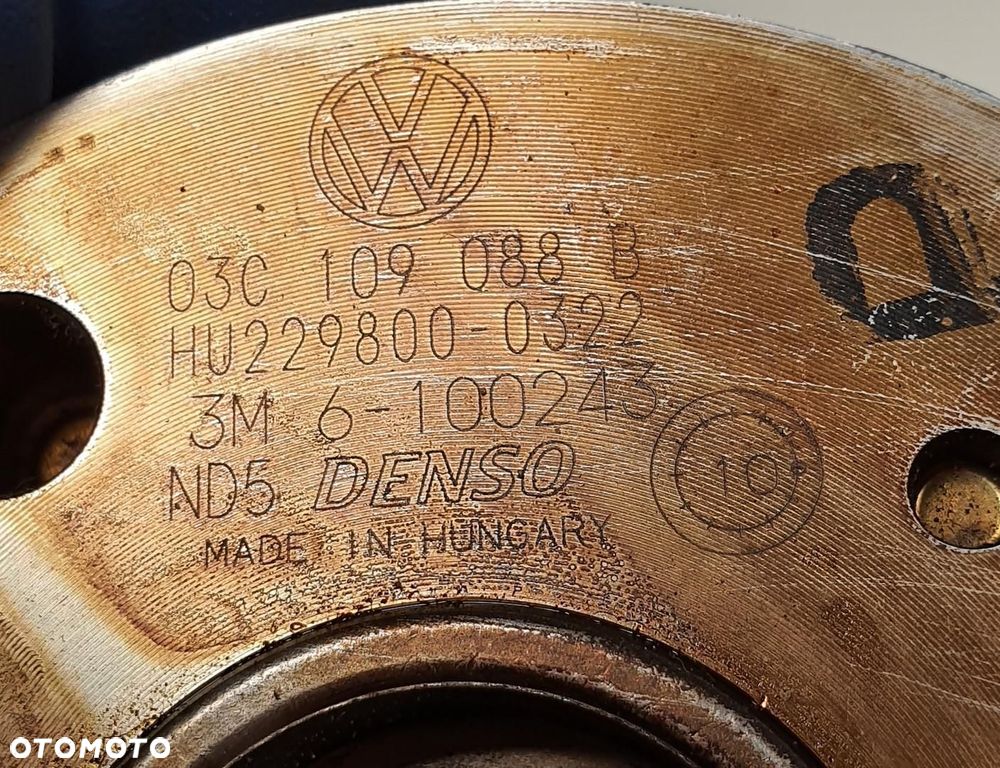 03C 109 088 B
HU229800-0322
3M 6-100243
ND5 DENSO
10
MADE IN HUNGARY
OTOMOTO